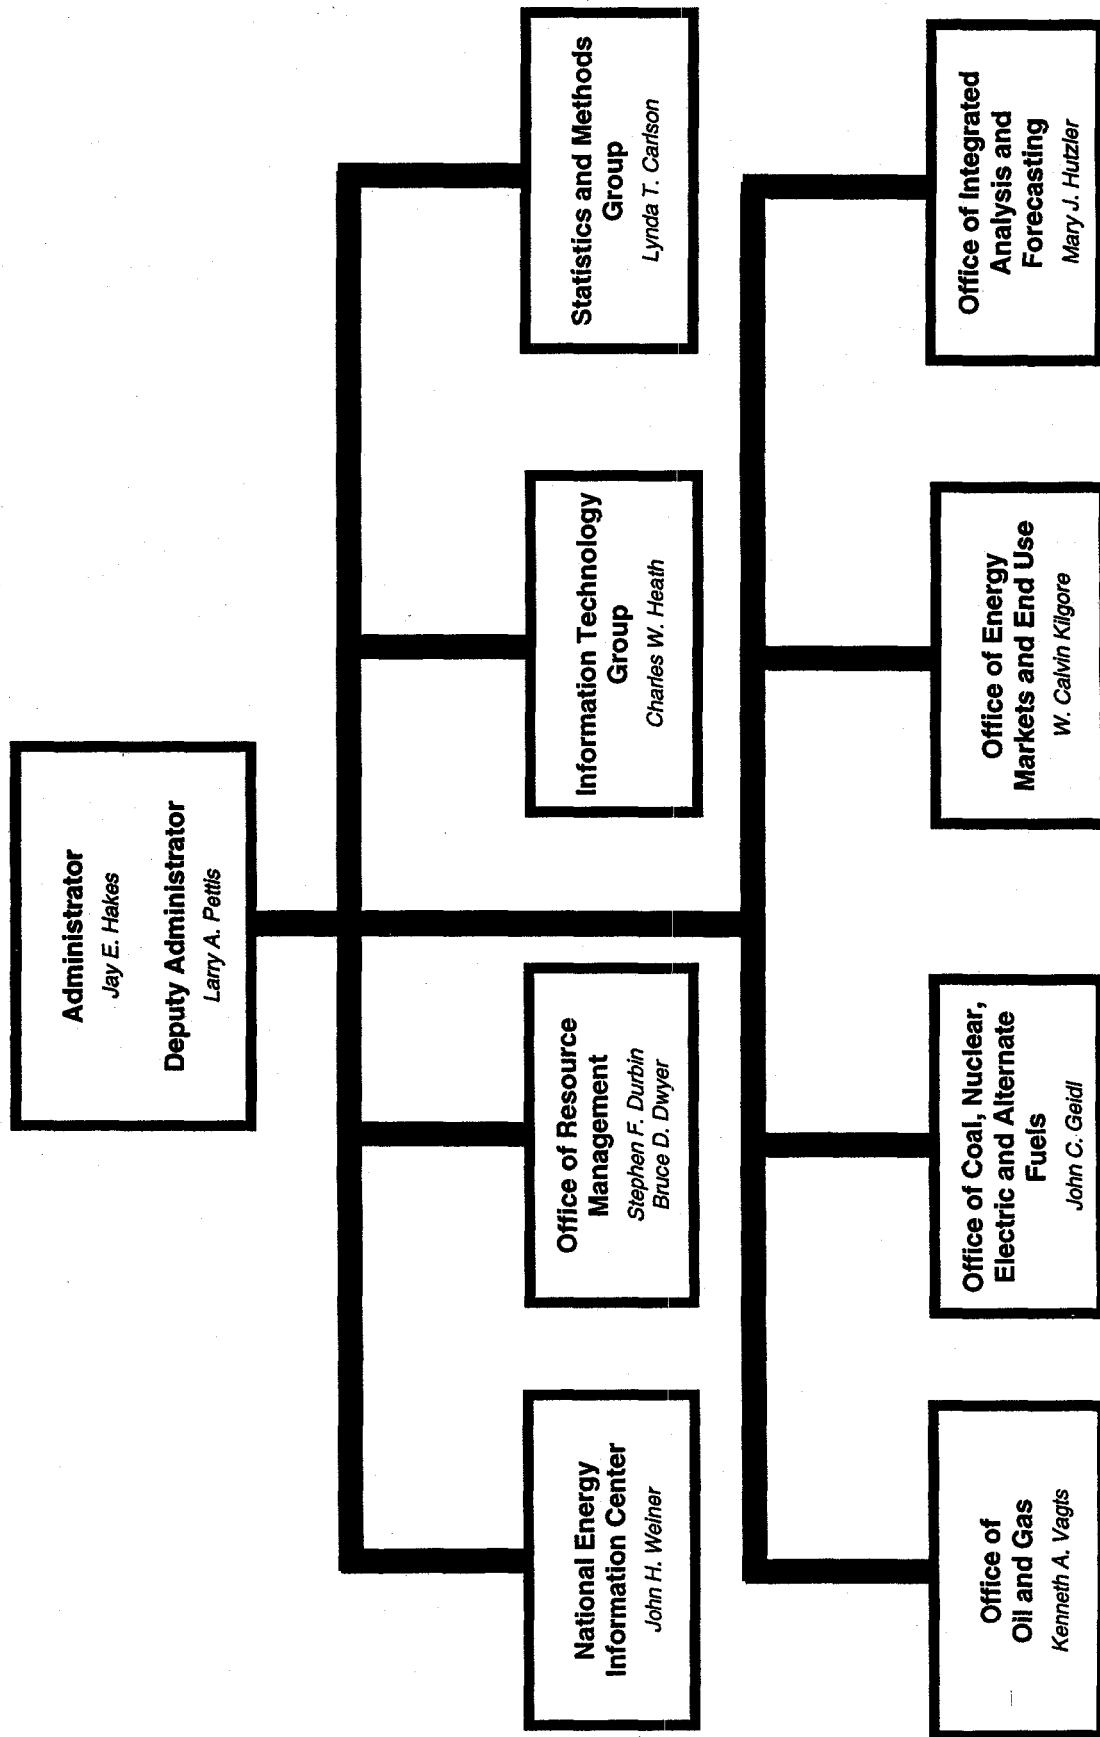 Administrator
Jay E. Hakes
Deputy Administrator
Larry A. Pettis
National Energy
Information Center
John H. Weiner
Office of Resource
Management
Stephen F. Durbin
Bruce D. Dwyer
Information Technology
Group
Charles W. Heath
Statistics and Methods
Group
Lynda T. Carlson
Office of
Oil and Gas
Kenneth A. Vagts
Office of Coal, Nuclear,
Electric and Alternate
Fuels
John C. Geidl
Office of Energy
Markets and End Use
W. Calvin Kilgore
Office of Integrated
Analysis and
Forecasting
Mary J. Hutzler